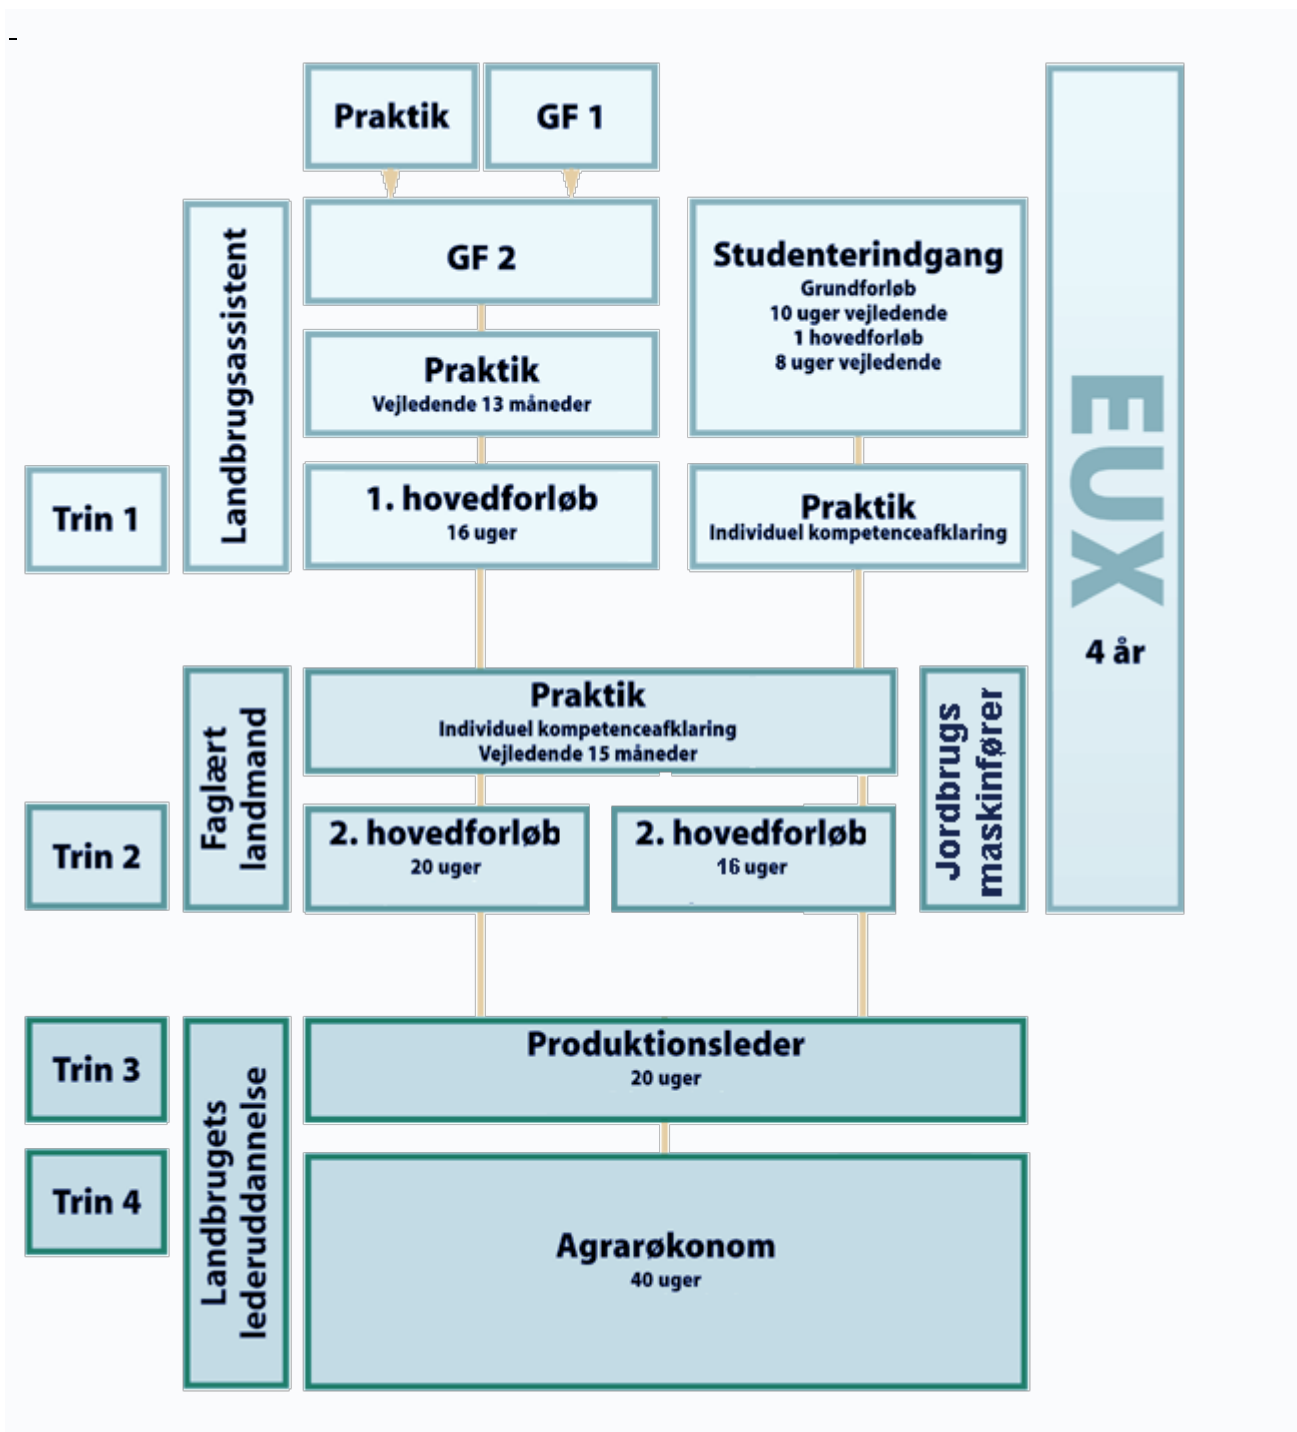 Praktik
GF 1
Landbrugsassistent
GF 2
Studenterindgang
Grundforløb
10 uger vejledende
1 hovedforløb
8 uger vejledende
Praktik
Vejledende 13 måneder
Trin 1
1. hovedforløb
16 uger
Praktik
Individuel kompetenceafklaring
EUX
4 år
Faglært
landmand
Praktik
Individuel kompetenceafklaring
Vejledende 15 måneder
Jordbrugs
maskinfører
Trin 2
2. hovedforløb
20 uger
2. hovedforløb
16 uger
Trin 3
Landbrugets
lederuddannelse
Produktionsleder
20 uger
Trin 4
Agrarøkonom
40 uger